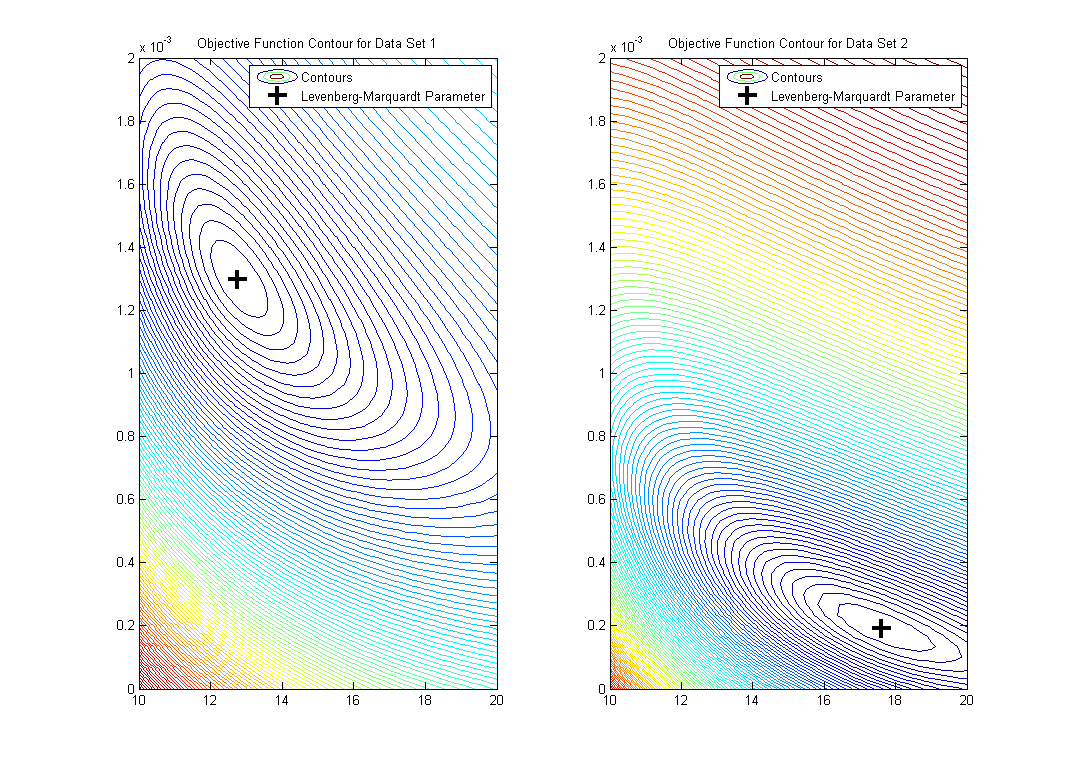 x 10^-3
Objective Function Contour for Data Set 1
Contours
Levenberg-Marquardt Parameter
2
1.8
1.6
1.4
1.2
1
0.8
0.6
0.4
0.2
0
10 12 14 16 18 20
x 10^-3
Objective Function Contour for Data Set 2
Contours
Levenberg-Marquardt Parameter
2
1.8
1.6
1.4
1.2
1
0.8
0.6
0.4
0.2
0
10 12 14 16 18 20